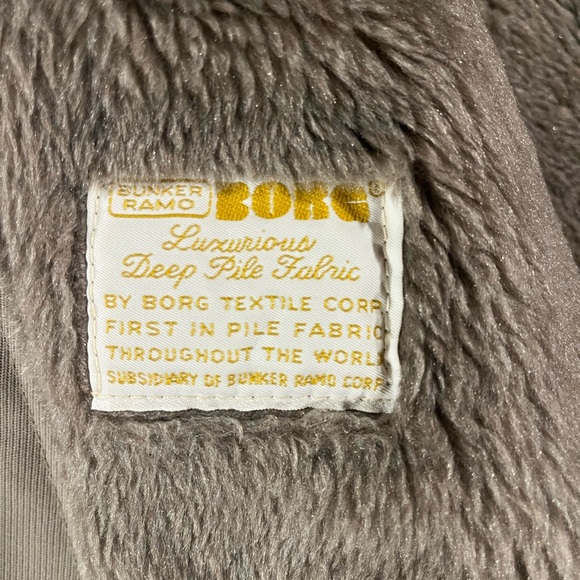 BUNKER
RAMO
BORG®
Luxurious
Deep Pile Fabric
BY BORG TEXTILE CORP
FIRST IN PILE FABRIC
THROUGHOUT THE WORLD
SUBSIDIARY OF BUNKER RAMO CORP